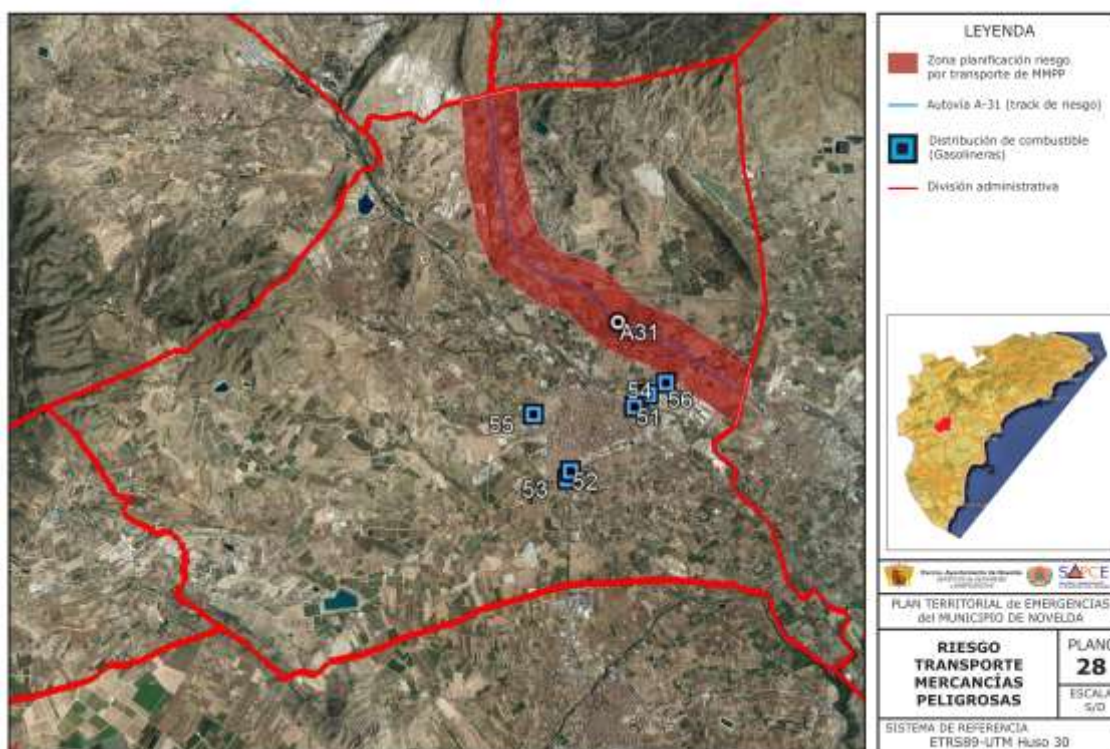 A31
54
56
51
55
53
52
LEYENDA
Zona planificación riesgo
por transporte de MMPP
Autovía A-31 (track de riesgo)
Distribución de combustible
(Gasolineras)
División administrativa
PLAN TERRITORIAL de EMERGENCIAS
del MUNICIPIO DE NOVELDA
RIESGO
TRANSPORTE
MERCANCÍAS
PELIGROSAS
PLANO
28
ESCALA
S/D
SISTEMA DE REFERENCIA
ETRS89-UTM Huso 30